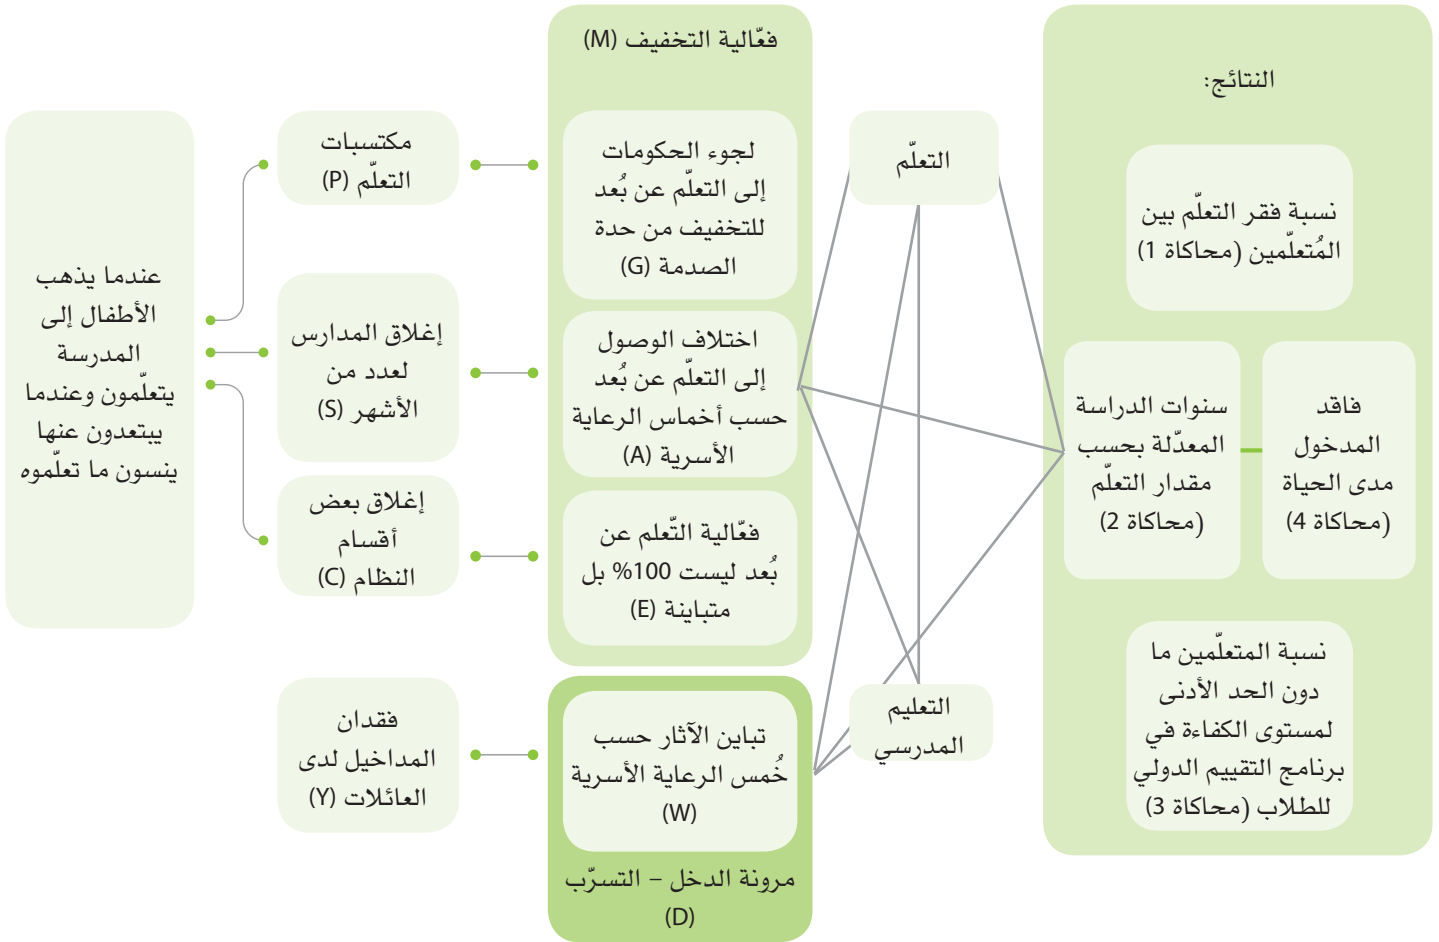 عندما يذهب
الأطفال إلى
المدرسة
يتعلّمون وعندما
يبتعدون عنها
ينسون ما تعلّموه
مكتسبات
التعلّم (P)
إغلاق المدارس
لعدد من
الأشهر (S)
إغلاق بعض
أقسام
النظام (C)
فقدان
المداخيل لدى
العائلات (Y)
فعّالية التخفيف (M)
لجوء الحكومات
إلى التعلّم عن بُعد
للتخفيف من حدة
الصدمة (G)
اختلاف الوصول
إلى التعلّم عن بُعد
حسب أخماس الرعاية
الأسرية (A)
فعّالية التّعلم عن
بُعد ليست 100% بل
متباينة (E)
تباين الآثار حسب
خُمس الرعاية الأسرية
(W)
مرونة الدخل – التسرّب
(D)
التعلّم
التعليم
المدرسي
النتائج:
نسبة فقر التعلّم بين
المُتعلّمين (محاكاة 1)
سنوات الدراسة
المعدّلة بحسب
مقدار التعلّم
(محاكاة 2)
فاقد
المدخول
مدى الحياة
(محاكاة 4)
نسبة المتعلّمين ما
دون الحد الأدنى
لمستوى الكفاءة في
برنامج التقييم الدولي
للطلاب (محاكاة 3)